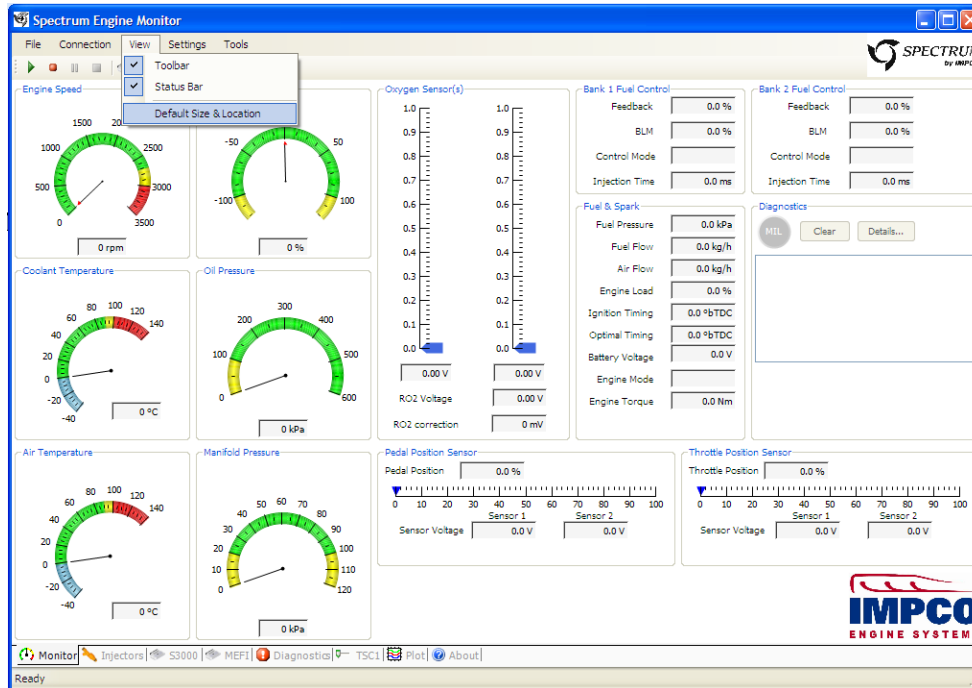 Spectrum Engine Monitor
File Connection View Settings Tools
Toolbar
Status Bar
Default Size & Location
SPECTRUM
by IMPCO
Engine Speed
0
500
1000
1500
2500
3000
3500
0 rpm
-100
-50
50
100
0 %
Coolant Temperature
-40
-20
0
20
40
60
80
100
120
140
0 ºC
Oil Pressure
0
100
200
300
400
500
600
0 kPa
Air Temperature
-40
-20
0
20
40
60
80
100
120
140
0 ºC
Manifold Pressure
0
10
20
30
40
50
60
70
80
90
100
110
120
0 kPa
Oxygen Sensor(s)
1.0 1.0
0.9 0.9
0.8 0.8
0.7 0.7
0.6 0.6
0.5 0.5
0.4 0.4
0.3 0.3
0.2 0.2
0.1 0.1
0.0 0.0
0.00 V 0.00 V
RO2 Voltage 0.00 V
RO2 correction 0 mV
Bank 1 Fuel Control
Feedback 0.0 %
BLM 0.0 %
Control Mode
Injection Time 0.0 ms
Bank 2 Fuel Control
Feedback 0.0 %
BLM 0.0 %
Control Mode
Injection Time 0.0 ms
Fuel & Spark
Fuel Pressure 0.0 kPa
Fuel Flow 0.0 kg/h
Air Flow 0.0 kg/h
Engine Load 0.0 %
Ignition Timing 0.0 ºbTDC
Optimal Timing 0.0 ºbTDC
Battery Voltage 0.0 V
Engine Mode
Engine Torque 0.0 Nm
Diagnostics
MIL Clear Details...
Pedal Position Sensor
Pedal Position 0.0 %
0 10 20 30 40 50 60 70 80 90 100
Sensor 1 Sensor 2
Sensor Voltage 0.0 V 0.0 V
Throttle Position Sensor
Throttle Position 0.0 %
0 10 20 30 40 50 60 70 80 90 100
Sensor 1 Sensor 2
Sensor Voltage 0.0 V 0.0 V
IMPCO
ENGINE SYSTEM
Monitor Injectors S3000 MEFI Diagnostics TSC1 Plot About
Ready